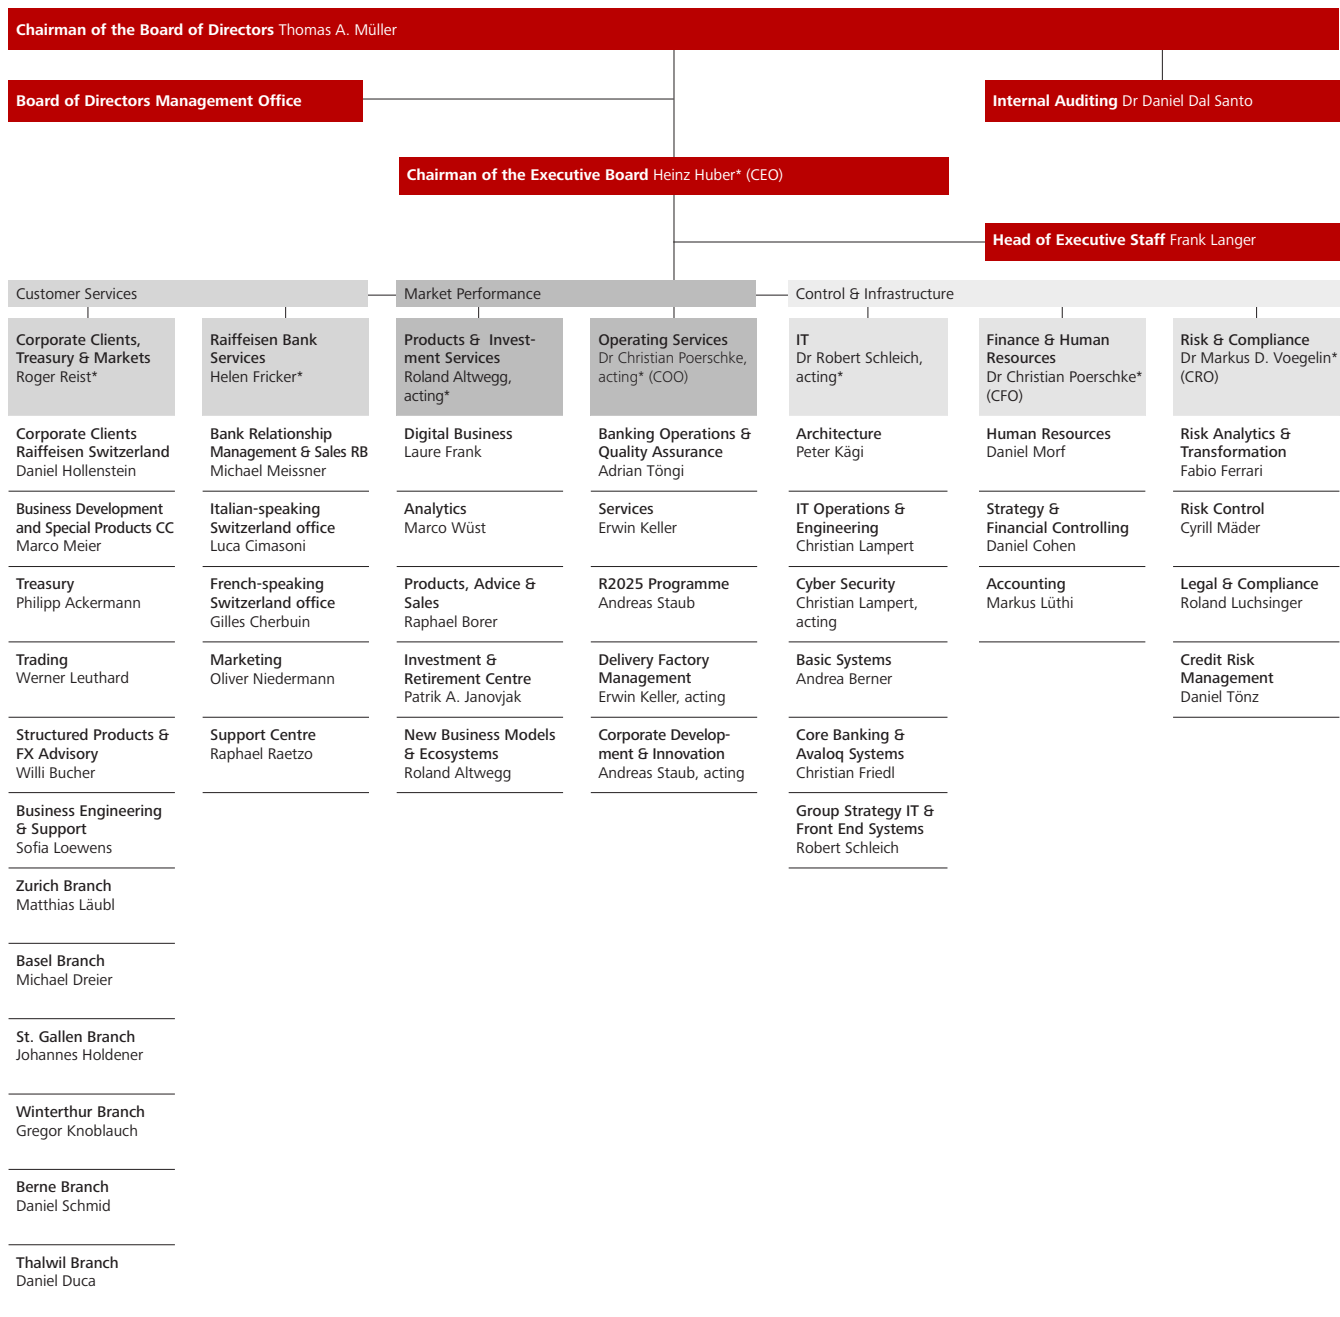 Chairman of the Board of Directors Thomas A. Müller
Board of Directors Management Office
Internal Auditing Dr Daniel Dal Santo
Chairman of the Executive Board Heinz Huber* (CEO)
Head of Executive Staff Frank Langer
Customer Services
Market Performance
Control & Infrastructure
Corporate Clients,
Treasury & Markets
Roger Reist*
Corporate Clients
Raiffeisen Switzerland
Daniel Hollenstein
Business Development
and Special Products CC
Marco Meier
Treasury
Philipp Ackermann
Trading
Werner Leuthard
Structured Products &
FX Advisory
Willi Bucher
Business Engineering
& Support
Sofia Loewens
Zurich Branch
Matthias Läubl
Basel Branch
Michael Dreier
St. Gallen Branch
Johannes Holdener
Winterthur Branch
Gregor Knoblauch
Berne Branch
Daniel Schmid
Thalwil Branch
Daniel Duca
Raiffeisen Bank
Services
Helen Fricker*
Bank Relationship
Management & Sales RB
Michael Meissner
Italian-speaking
Switzerland office
Luca Cimasoni
French-speaking
Switzerland office
Gilles Cherbuin
Marketing
Oliver Niedermann
Support Centre
Raphael Raetzo
Products & Invest-
ment Services
Roland Altwegg,
acting*
Digital Business
Laure Frank
Analytics
Marco Wüst
Products, Advice &
Sales
Raphael Borer
Investment &
Retirement Centre
Patrik A. Janovjak
New Business Models
& Ecosystems
Roland Altwegg
Operating Services
Dr Christian Poerschke,
acting* (COO)
Banking Operations &
Quality Assurance
Adrian Töngi
Services
Erwin Keller
R2025 Programme
Andreas Staub
Delivery Factory
Management
Erwin Keller, acting
Corporate Develop-
ment & Innovation
Andreas Staub, acting
IT
Dr Robert Schleich,
acting*
Architecture
Peter Kägi
IT Operations &
Engineering
Christian Lampert
Cyber Security
Christian Lampert,
acting
Basic Systems
Andrea Berner
Core Banking &
Avaloq Systems
Christian Friedl
Group Strategy IT &
Front End Systems
Robert Schleich
Finance & Human
Resources
Dr Christian Poerschke*
(CFO)
Human Resources
Daniel Morf
Strategy &
Financial Controlling
Daniel Cohen
Accounting
Markus Lüthi
Risk & Compliance
Dr Markus D. Voegelin*
(CRO)
Risk Analytics &
Transformation
Fabio Ferrari
Risk Control
Cyrill Mäder
Legal & Compliance
Roland Luchsinger
Credit Risk
Management
Daniel Tönz